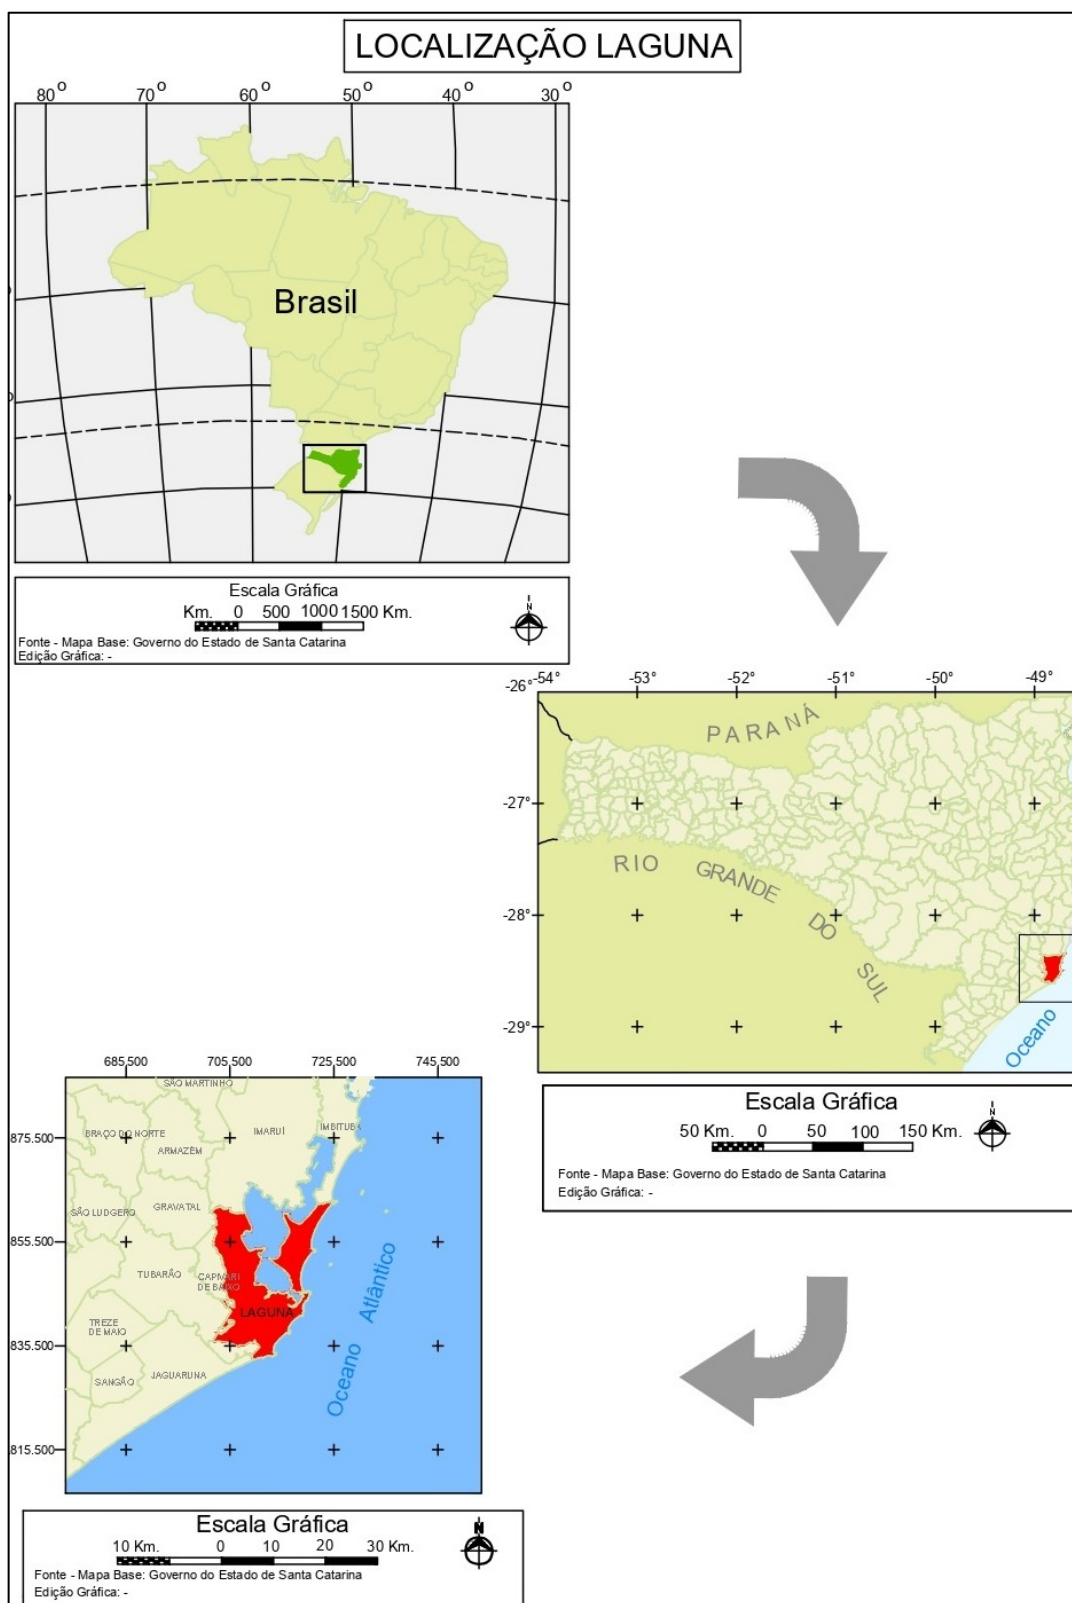 LOCALIZAÇÃO LAGUNA
80° 70° 60° 50° 40° 30°
Brasil
Escala Gráfica
Km. 0 500 1000 1500 Km.
N
Fonte - Mapa Base: Governo do Estado de Santa Catarina
Edição Gráfica: -
-54° -53° -52° -51° -50° -49°
-26°
PARANÁ
-27°
RIO GRANDE DO SUL
-28°
-29°
Oceano
Escala Gráfica
50 Km. 0 50 100 150 Km.
N
Fonte - Mapa Base: Governo do Estado de Santa Catarina
Edição Gráfica: -
685,500 705,500 725,500 745,500
SÃO MARTINHO
BRAÇO DO NORTE
IMARUÍ
IMBITUBA
875.500
ARMAZÉM
SÃO LUDGERO
GRAVATAL
855.500
TUBARÃO
CAPIVARI
DE BAIXO
LAGUNA
TREZE
DE MAIO
835.500
SANGÃO
JAGUARUNA
Oceano Atlântico
815.500
Escala Gráfica
10 Km. 0 10 20 30 Km.
N
Fonte - Mapa Base: Governo do Estado de Santa Catarina
Edição Gráfica: -